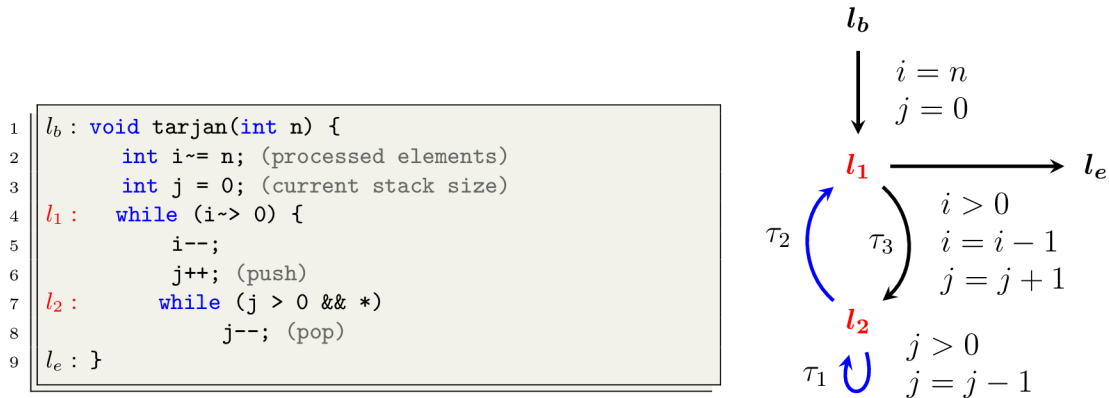 1 l_b : void tarjan(int n) {
2 int i~= n; (processed elements)
3 int j = 0; (current stack size)
4 l_1 : while (i~> 0) {
5 i--;
6 j++; (push)
7 l_2 : while (j > 0 && *)
8 j--; (pop)
9 l_e : }
l_b
i = n
j = 0
l_1
l_e
τ_2
τ_3
i > 0
i = i − 1
j = j + 1
l_2
τ_1
j > 0
j = j − 1